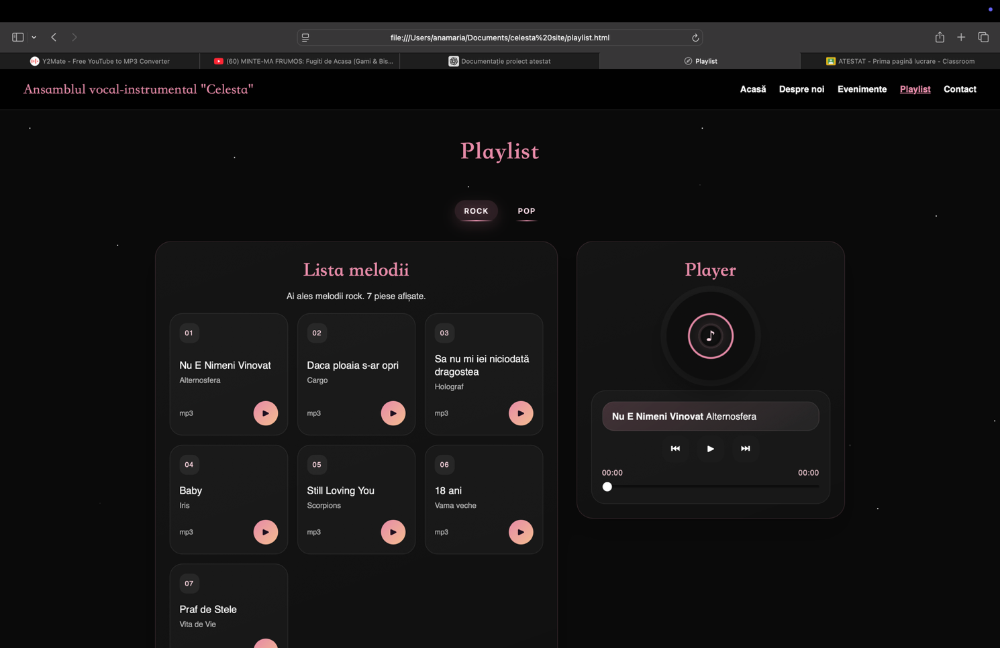 file:///Users/anamaria/Documents/celesta%20site/playlist.html
Y2Mate - Free YouTube to MP3 Converter
(60) MINTE-MA FRUMOS: Fugiti de Acasa (Gami & Bis...
Documentație proiect atestat
Playlist
ATESTAT - Prima pagină lucrare - Classroom
Ansamblul vocal-instrumental "Celesta"
Acasă
Despre noi
Evenimente
Playlist
Contact
Playlist
ROCK
POP
Lista melodii
Ai ales melodii rock. 7 piese afișate.
01
Nu E Nimeni Vinovat
Alternosfera
mp3
02
Daca ploaia s-ar opri
Cargo
mp3
03
Sa nu mi iei niciodată
dragostea
Holograf
mp3
04
Baby
Iris
mp3
05
Still Loving You
Scorpions
mp3
06
18 ani
Vama veche
mp3
07
Praf de Stele
Vita de Vie
Player
Nu E Nimeni Vinovat Alternosfera
00:00
00:00